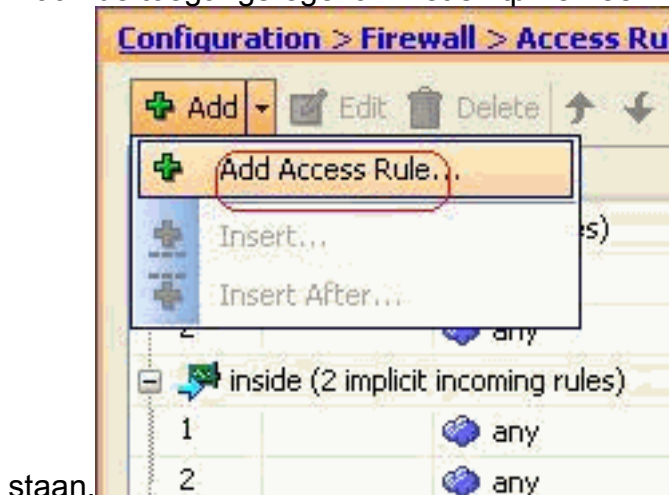 Configuration > Firewall > Access Ru
Add Edit Delete
Add Access Rule...
s)
Insert...
Insert After...
2 any
inside (2 implicit incoming rules)
1 any
2 any
staan.